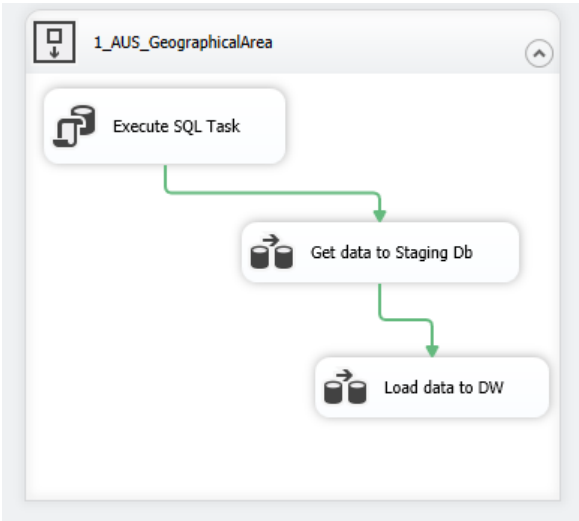 1_AUS_GeographicalArea
Execute SQL Task
Get data to Staging Db
Load data to DW